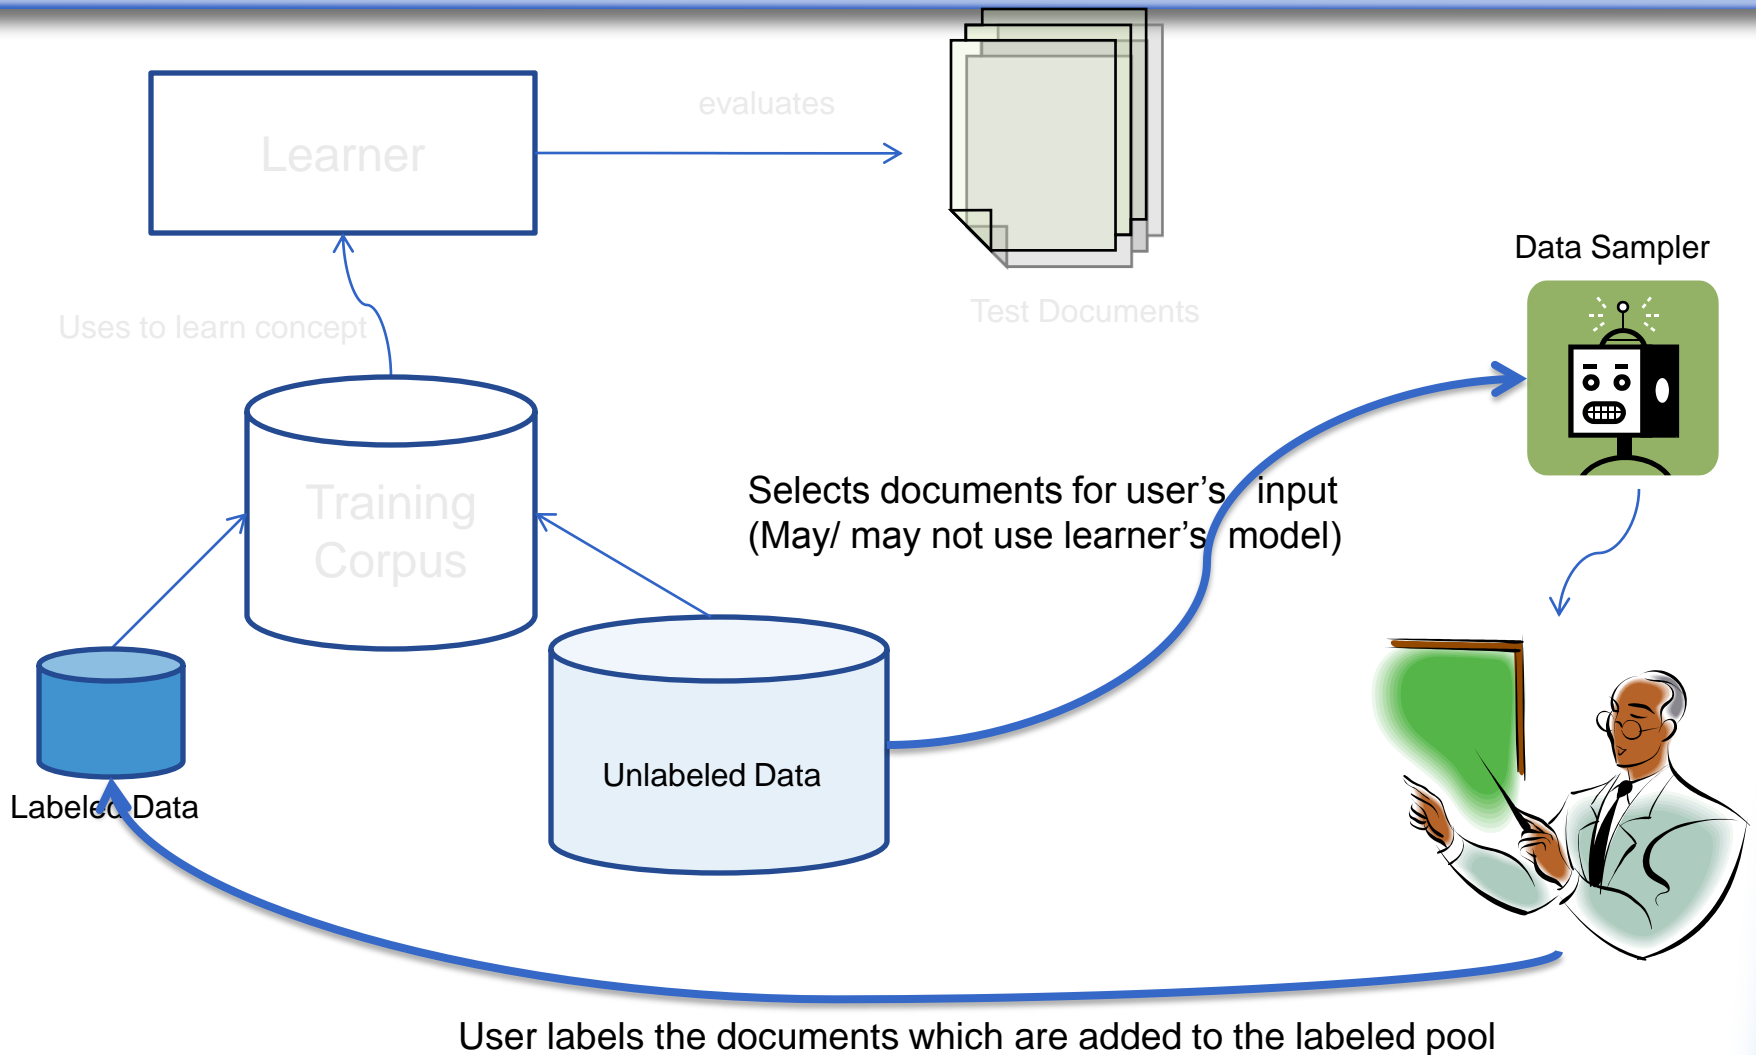 evaluates
Learner
Data Sampler
Test Documents
Uses to learn concept
Training
Corpus
Selects documents for user’s input
(May/ may not use learner’s model)
Unlabeled Data
Labeled Data
User labels the documents which are added to the labeled pool